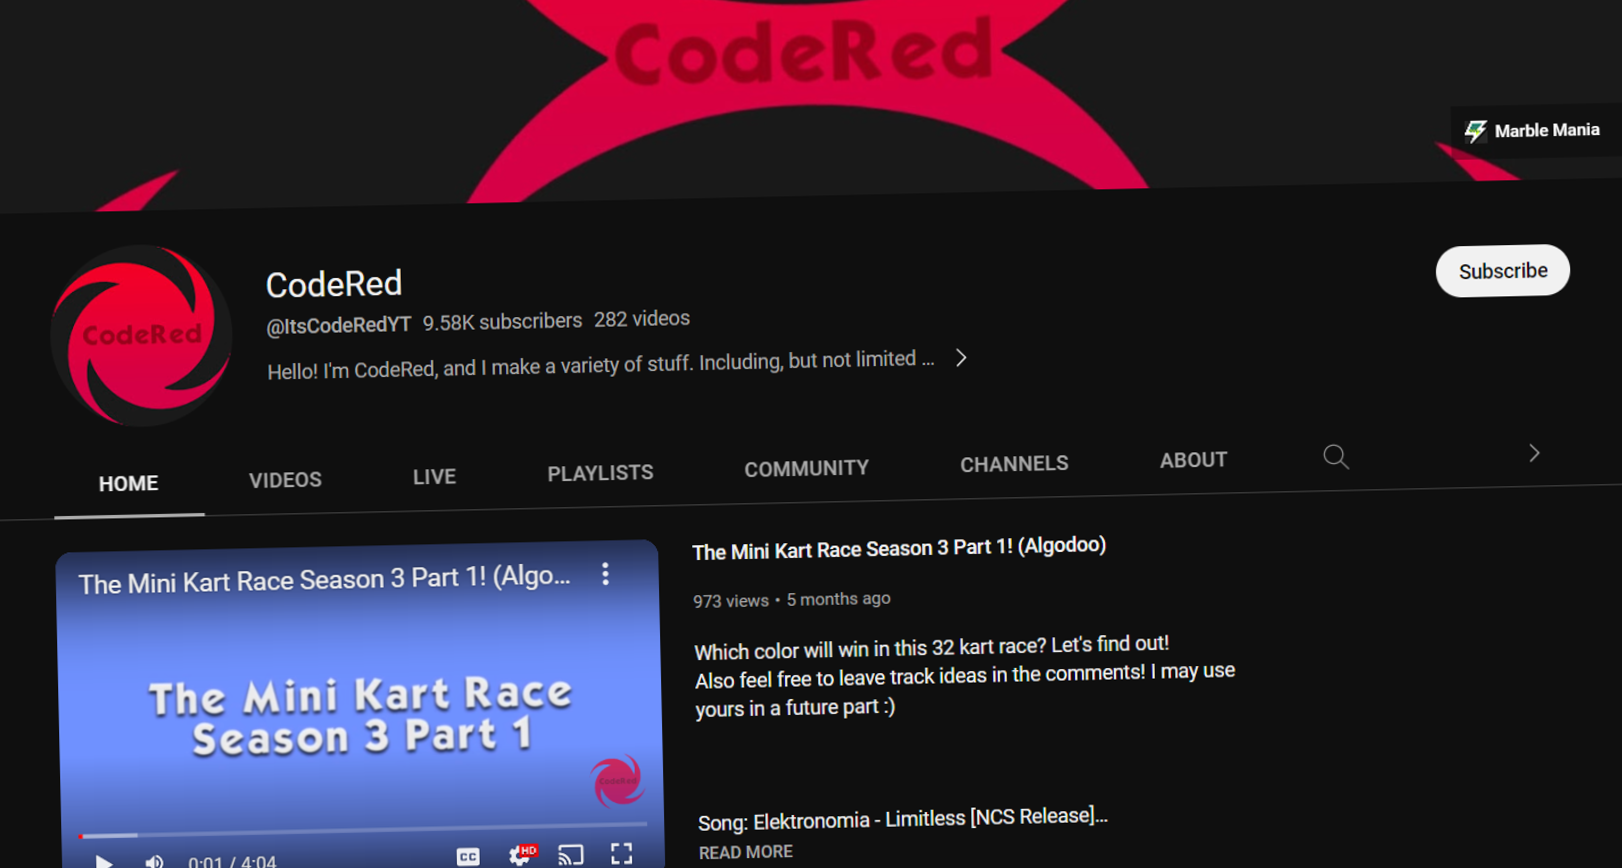 CodeRed
Marble Mania
CodeRed
CodeRed
@ItsCodeRedYT 9.58K subscribers 282 videos
Hello! I'm CodeRed, and I make a variety of stuff. Including, but not limited ...
Subscribe
HOME VIDEOS LIVE PLAYLISTS COMMUNITY CHANNELS ABOUT
The Mini Kart Race Season 3 Part 1! (Algo...
The Mini Kart Race
Season 3 Part 1
CodeRed
0:01 / 4:04
CC HD
The Mini Kart Race Season 3 Part 1! (Algodoo)
973 views • 5 months ago
Which color will win in this 32 kart race? Let's find out!
Also feel free to leave track ideas in the comments! I may use
yours in a future part :)
Song: Elektronomia - Limitless [NCS Release]...
READ MORE